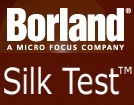 Borland®
A MICRO FOCUS COMPANY
Silk Test™